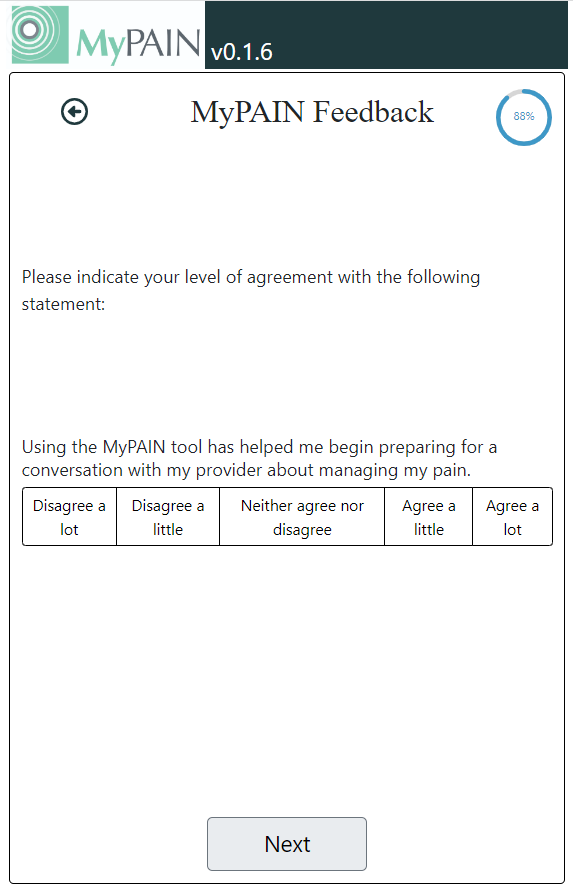 MyPAIN v0.1.6
MyPAIN Feedback
88%
Please indicate your level of agreement with the following
statement:
Using the MyPAIN tool has helped me begin preparing for a
conversation with my provider about managing my pain.
Disagree a lot
Disagree a little
Neither agree nor disagree
Agree a little
Agree a lot
Next